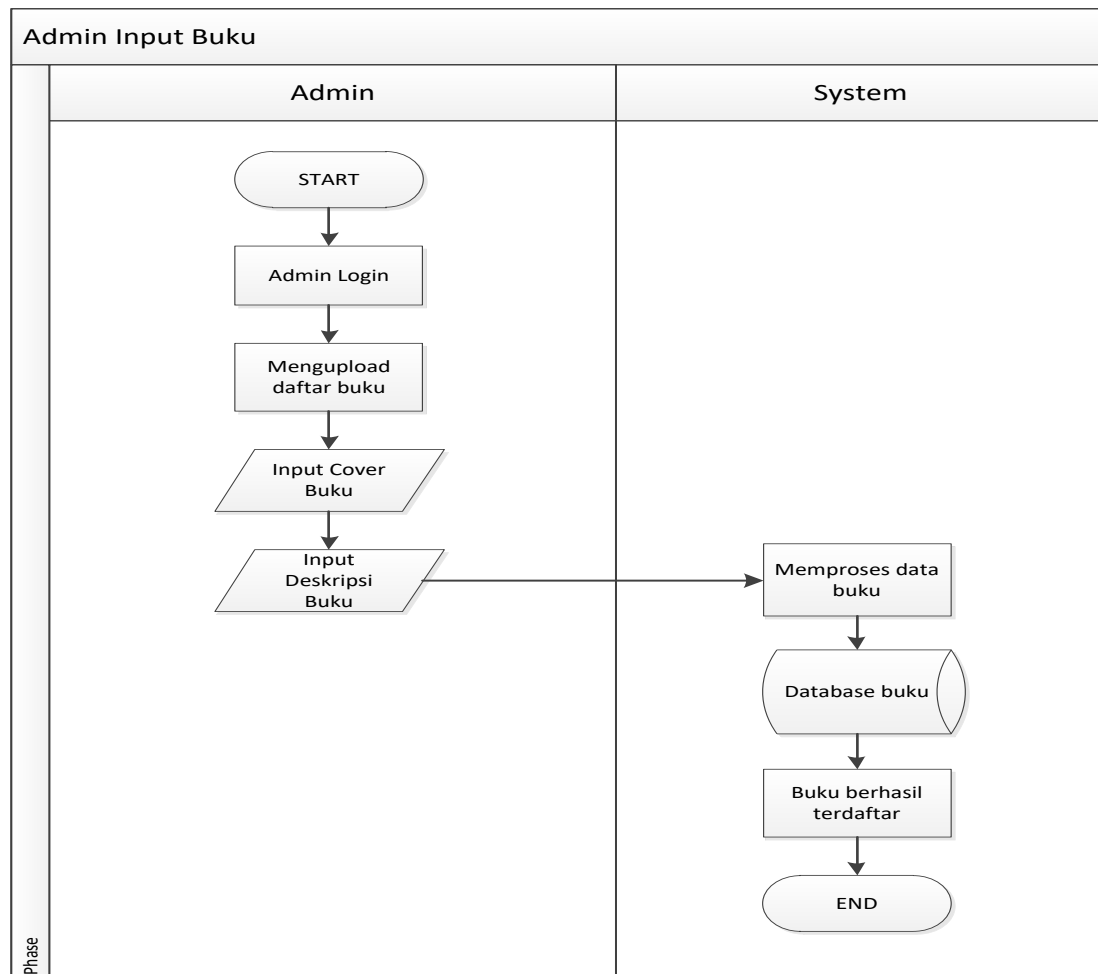 Admin Input Buku
Admin
System
START
Admin Login
Mengupload
daftar buku
Input Cover
Buku
Input
Deskripsi
Buku
Memproses data
buku
Database buku
Buku berhasil
terdaftar
END
Phase